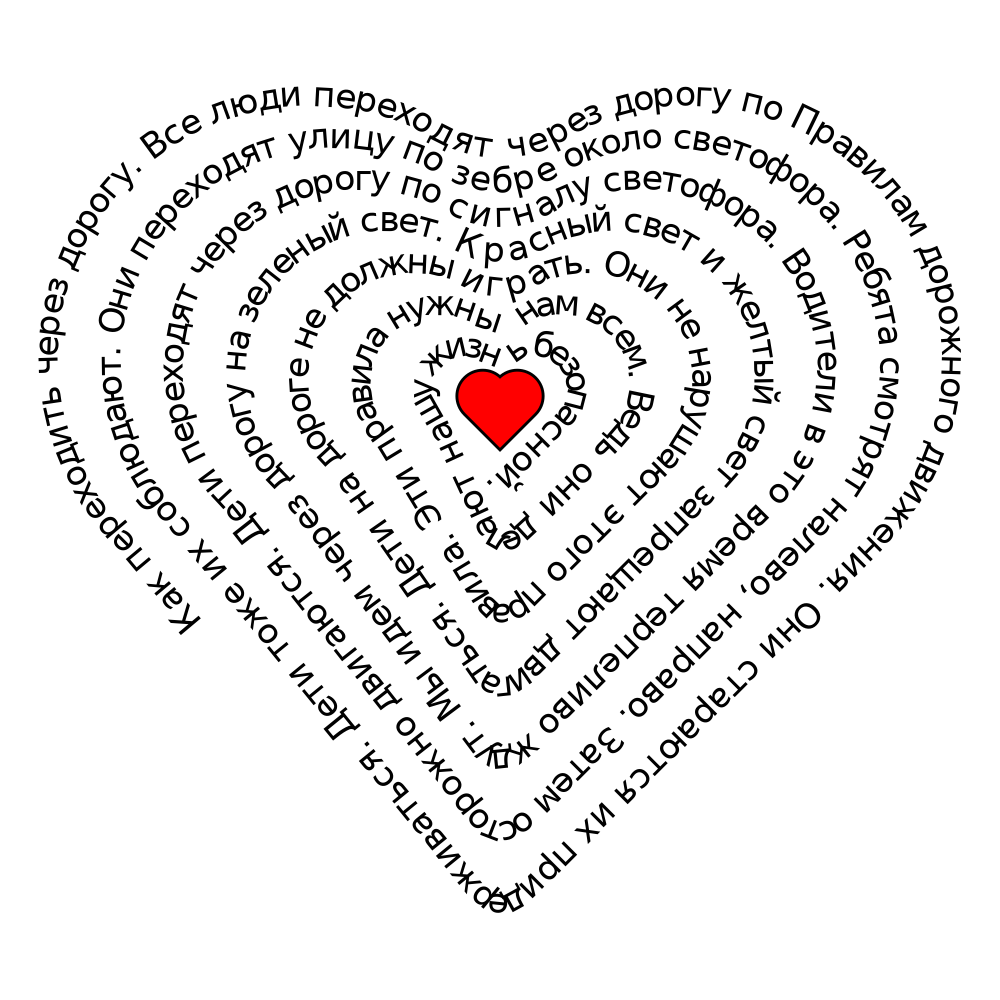 Как переходить через дорогу. Все люди переходят через дорогу по Правилам дорожного движения. Они стараются их придерживаться. Дети тоже их соблюдают. Они переходят улицу по зебре около светофора. Ребята смотрят налево, направо. Затем осторожно двигаются. Дети переходят через дорогу по сигналу светофора. Водители в это время терпеливо ждут. Мы идем через дорогу на зеленый свет. Красный свет и желтый свет запрещают двигаться. Дети на дороге не должны играть. Они не нарушают этого правила. Эти правила нужны нам всем. Ведь они делают нашу жизнь безопасной.